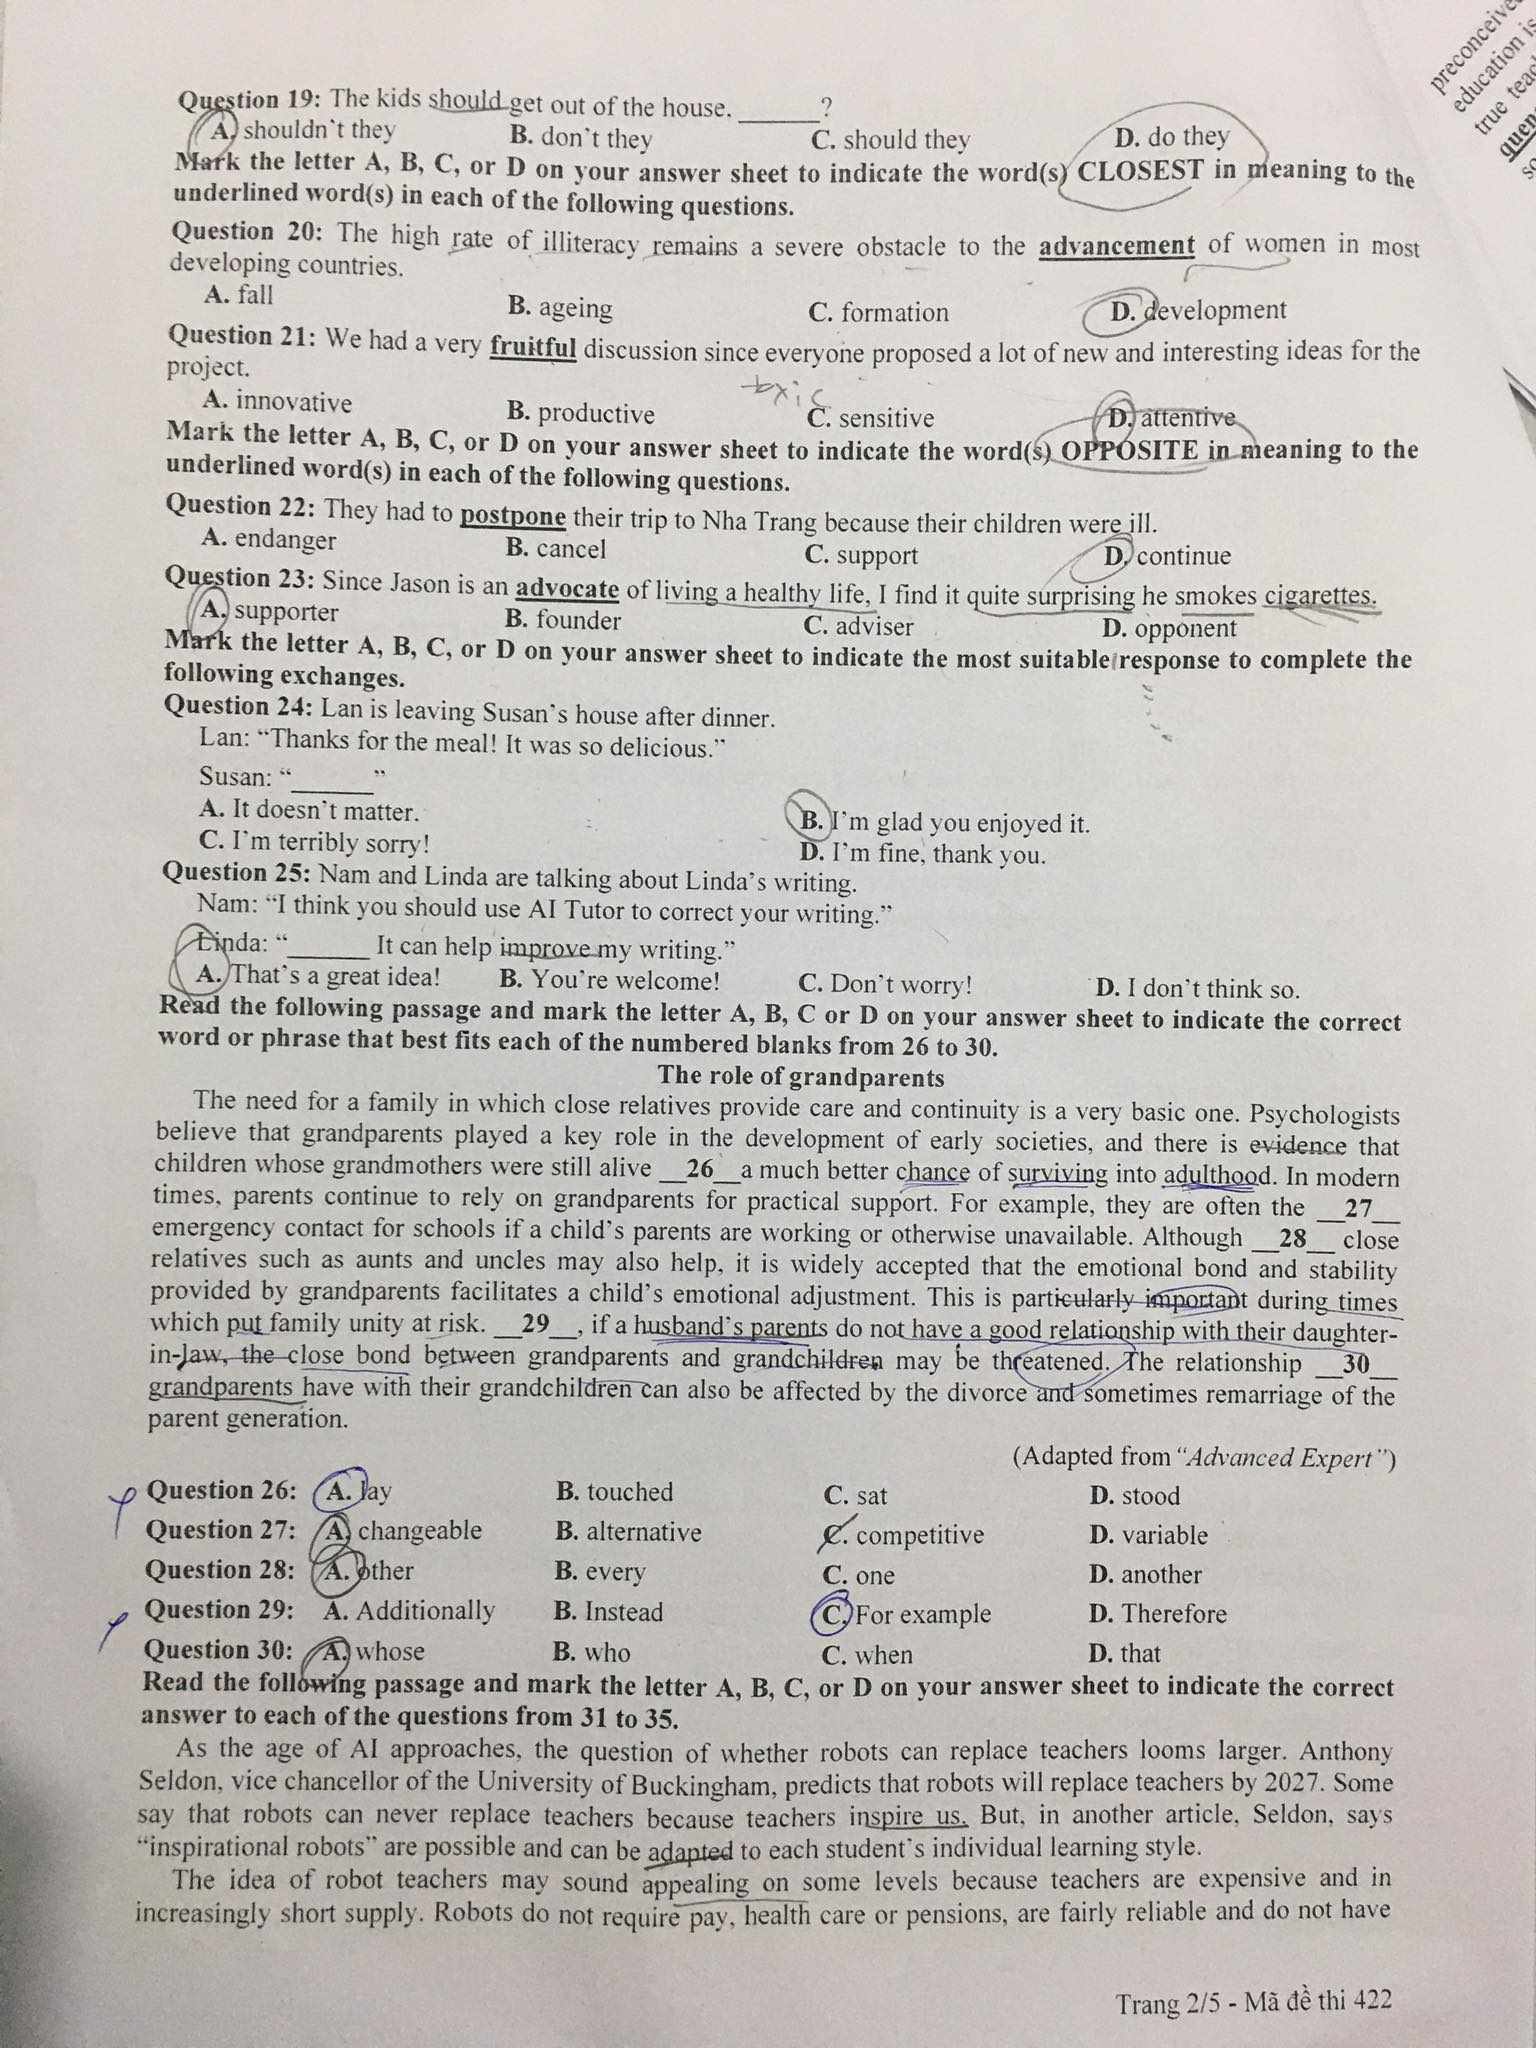 preconceive
education is
true teac
ques
so
Question 19: The kids should get out of the house. ______?
A. shouldn't they B. don't they C. should they D. do they
Mark the letter A, B, C, or D on your answer sheet to indicate the word(s) CLOSEST in meaning to the
underlined word(s) in each of the following questions.
Question 20: The high rate of illiteracy remains a severe obstacle to the advancement of women in most
developing countries.
A. fall B. ageing C. formation D. development
Question 21: We had a very fruitful discussion since everyone proposed a lot of new and interesting ideas for the
project.
toxic
A. innovative B. productive C. sensitive D. attentive
Mark the letter A, B, C, or D on your answer sheet to indicate the word(s) OPPOSITE in meaning to the
underlined word(s) in each of the following questions.
Question 22: They had to postpone their trip to Nha Trang because their children were ill.
A. endanger B. cancel C. support D. continue
Question 23: Since Jason is an advocate of living a healthy life, I find it quite surprising he smokes cigarettes.
A. supporter B. founder C. adviser D. opponent
Mark the letter A, B, C, or D on your answer sheet to indicate the most suitable response to complete the
following exchanges.
Question 24: Lan is leaving Susan's house after dinner.
Lan: “Thanks for the meal! It was so delicious.”
Susan: “______”
A. It doesn't matter. B. I'm glad you enjoyed it.
C. I'm terribly sorry! D. I'm fine, thank you.
Question 25: Nam and Linda are talking about Linda's writing.
Nam: “I think you should use AI Tutor to correct your writing.”
Linda: “______ It can help improve my writing.”
A. That's a great idea! B. You're welcome! C. Don't worry! D. I don't think so.
Read the following passage and mark the letter A, B, C or D on your answer sheet to indicate the correct
word or phrase that best fits each of the numbered blanks from 26 to 30.
The role of grandparents
The need for a family in which close relatives provide care and continuity is a very basic one. Psychologists
believe that grandparents played a key role in the development of early societies, and there is evidence that
children whose grandmothers were still alive __26__ a much better chance of surviving into adulthood. In modern
times, parents continue to rely on grandparents for practical support. For example, they are often the __27__
emergency contact for schools if a child's parents are working or otherwise unavailable. Although __28__ close
relatives such as aunts and uncles may also help, it is widely accepted that the emotional bond and stability
provided by grandparents facilitates a child's emotional adjustment. This is particularly important during times
which put family unity at risk. __29__, if a husband's parents do not have a good relationship with their daughter-
in-law, the close bond between grandparents and grandchildren may be threatened. The relationship __30__
grandparents have with their grandchildren can also be affected by the divorce and sometimes remarriage of the
parent generation.
(Adapted from “Advanced Expert”)
Question 26: A. lay B. touched C. sat D. stood
Question 27: A. changeable B. alternative C. competitive D. variable
Question 28: A. other B. every C. one D. another
Question 29: A. Additionally B. Instead C. For example D. Therefore
Question 30: A. whose B. who C. when D. that
Read the following passage and mark the letter A, B, C, or D on your answer sheet to indicate the correct
answer to each of the questions from 31 to 35.
As the age of AI approaches, the question of whether robots can replace teachers looms larger. Anthony
Seldon, vice chancellor of the University of Buckingham, predicts that robots will replace teachers by 2027. Some
say that robots can never replace teachers because teachers inspire us. But, in another article, Seldon, says
“inspirational robots” are possible and can be adapted to each student's individual learning style.
The idea of robot teachers may sound appealing on some levels because teachers are expensive and in
increasingly short supply. Robots do not require pay, health care or pensions, are fairly reliable and do not have
Trang 2/5 - Mã đề thi 422